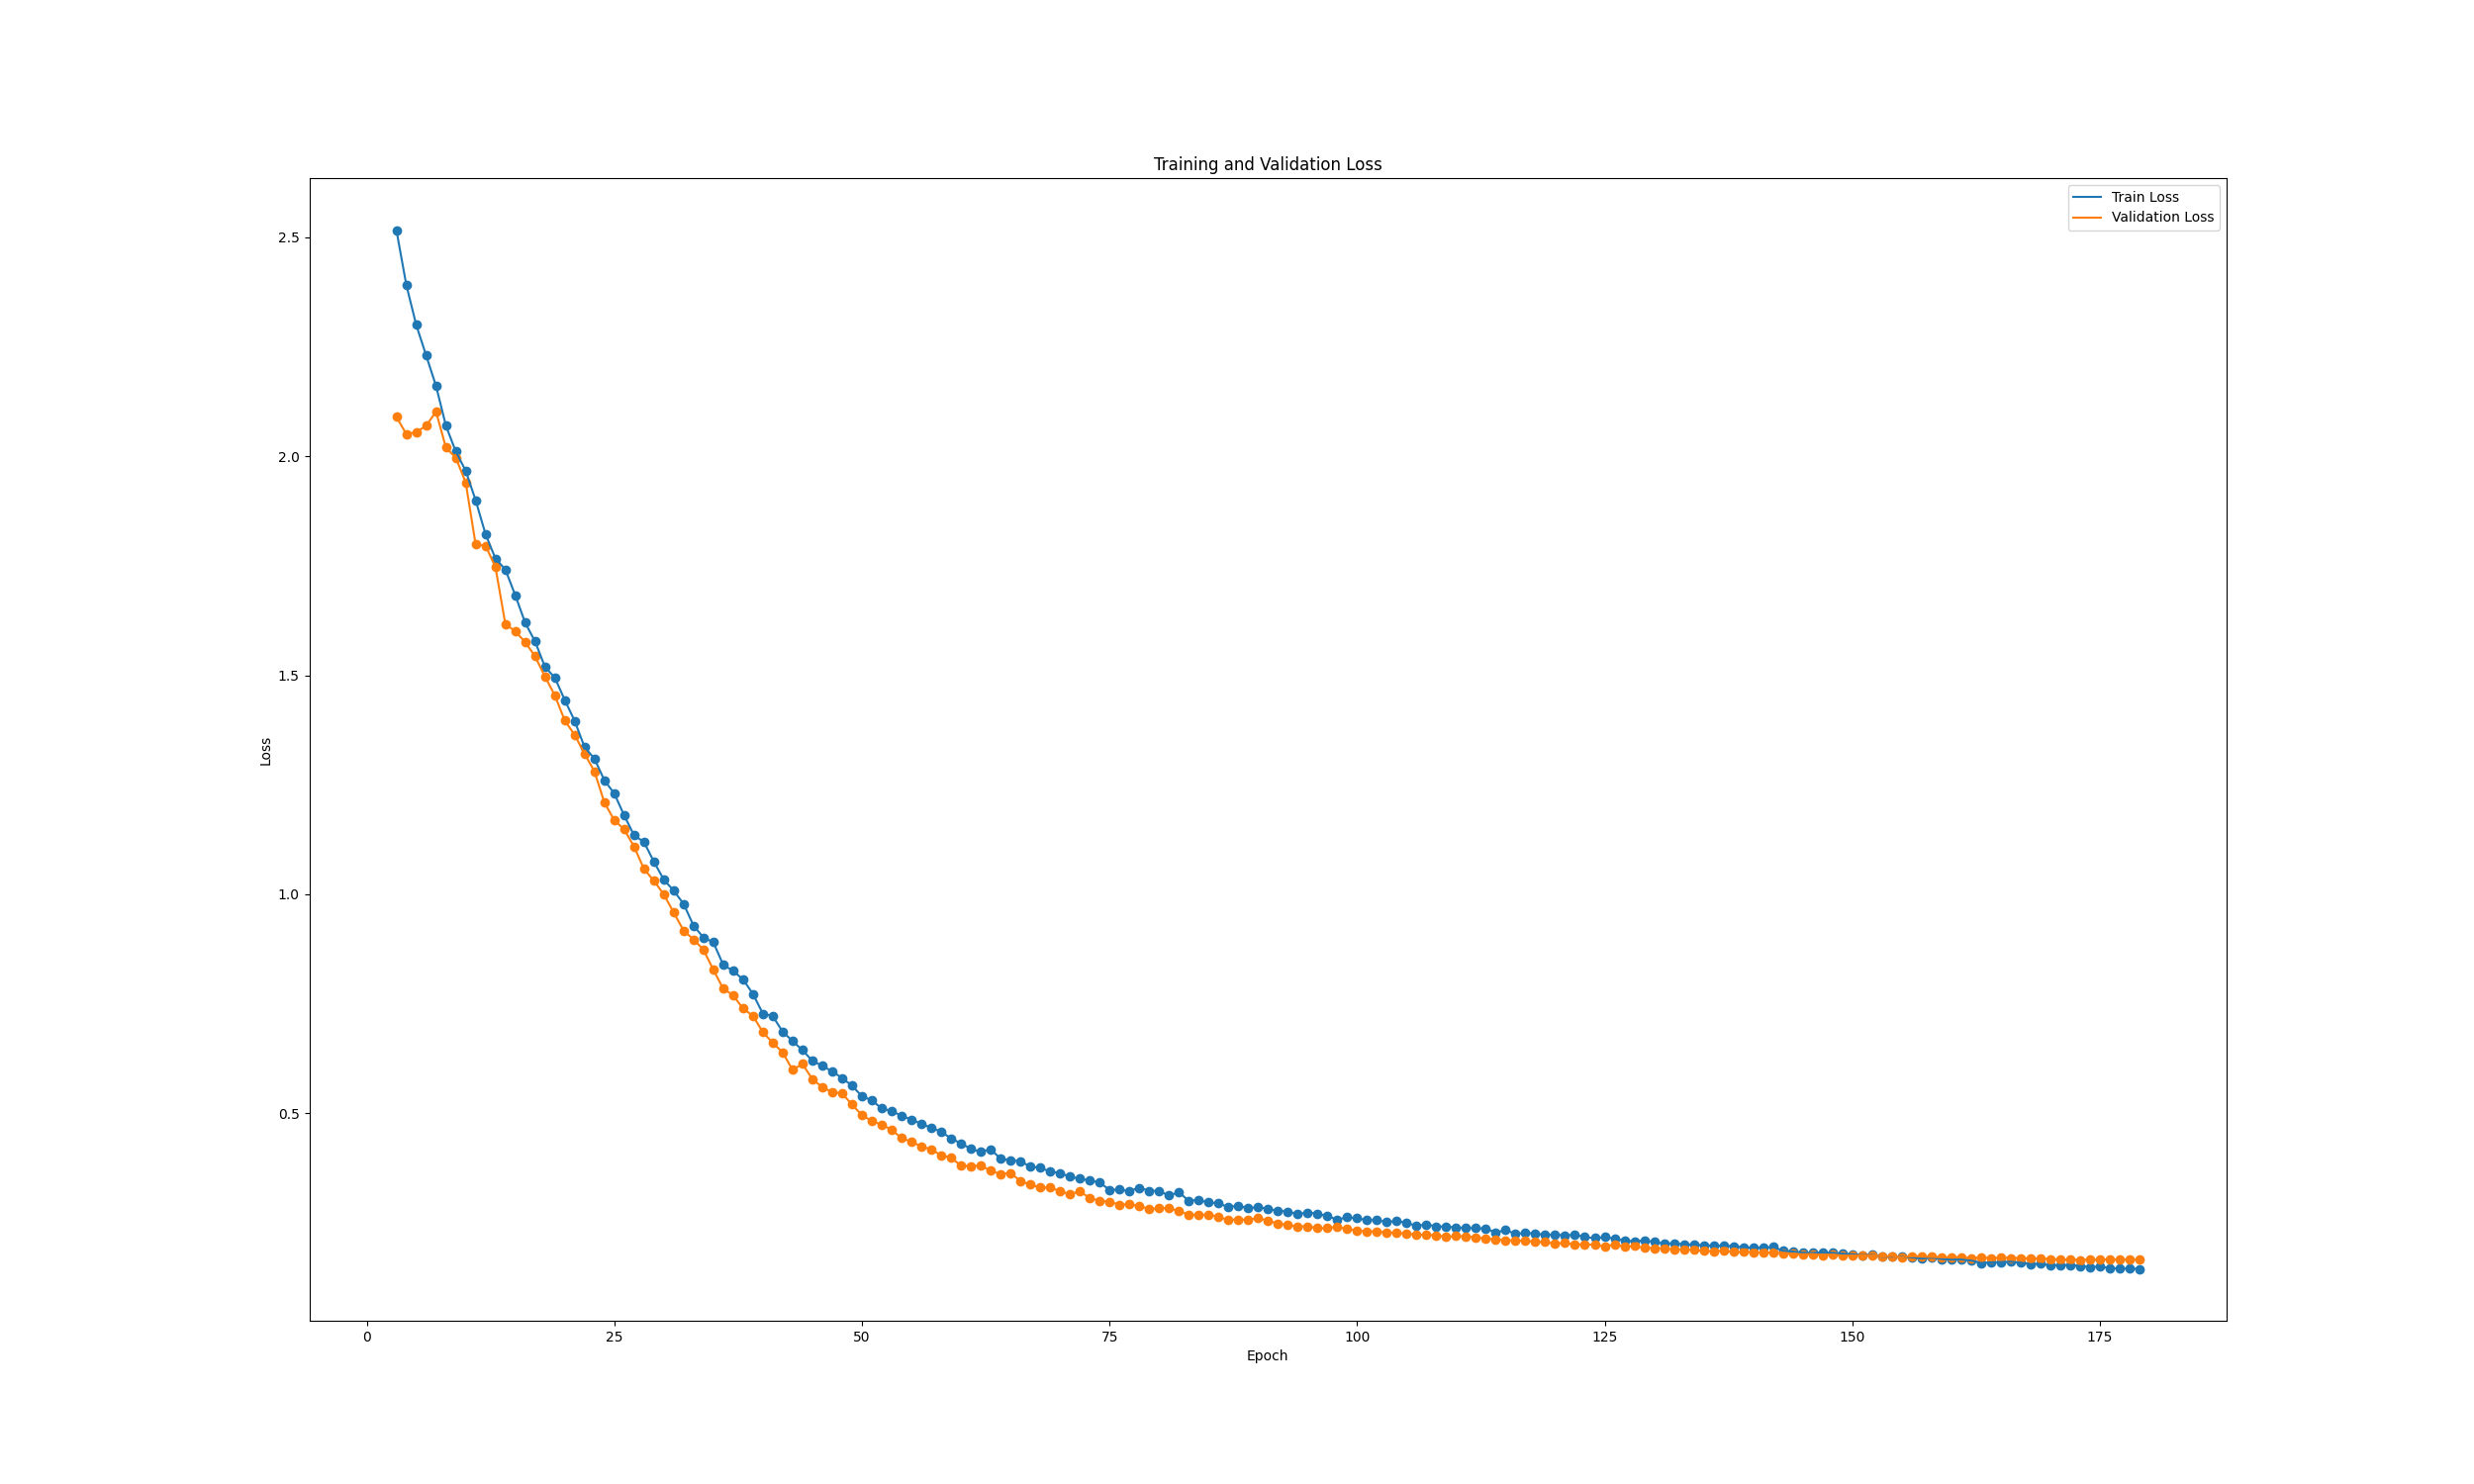 Training and Validation Loss
Train Loss
Validation Loss
2.5
2.0
1.5
1.0
0.5
Loss
0 25 50 75 100 125 150 175
Epoch